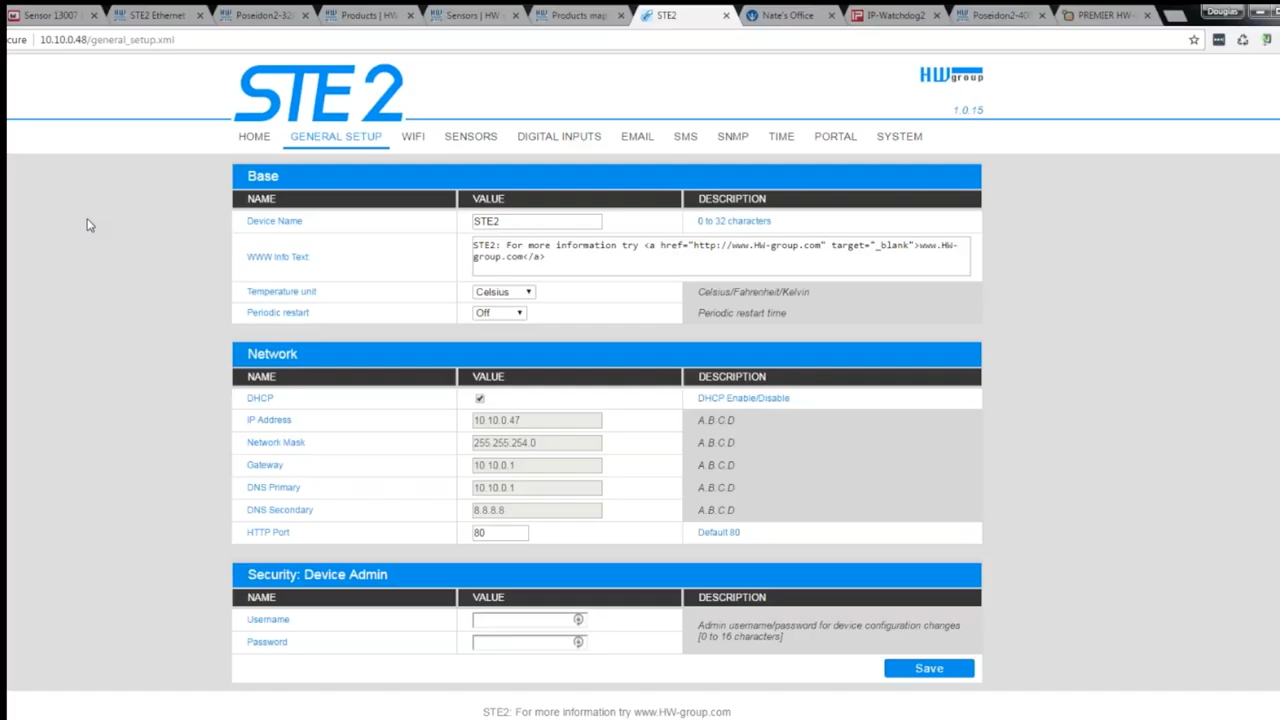 Sensor 13007 |
STE2 Ethernet
Poseidon2-32
Products | HW
Sensors | HW
Products map
STE2
Nate's Office
IP-Watchdog2
Poseidon2-40
PREMIER HW-
Douglas
cure | 10.10.0.48/general_setup.xml
STE2
HWgroup
1.0.15
HOME GENERAL SETUP WIFI SENSORS DIGITAL INPUTS EMAIL SMS SNMP TIME PORTAL SYSTEM
Base
NAME VALUE DESCRIPTION
Device Name STE2 0 to 32 characters
WWW Info Text STE2: For more information try <a href="http://www.HW-group.com" target="_blank">www.HW-
group.com</a>
Temperature unit Celsius Celsius/Fahrenheit/Kelvin
Periodic restart Off Periodic restart time
Network
NAME VALUE DESCRIPTION
DHCP DHCP Enable/Disable
IP Address 10.10.0.47 A.B.C.D
Network Mask 255.255.254.0 A.B.C.D
Gateway 10.10.0.1 A.B.C.D
DNS Primary 10.10.0.1 A.B.C.D
DNS Secondary 8.8.8.8 A.B.C.D
HTTP Port 80 Default 80
Security: Device Admin
NAME VALUE DESCRIPTION
Username
Password
Admin username/password for device configuration changes
[0 to 16 characters]
Save
STE2: For more information try www.HW-group.com